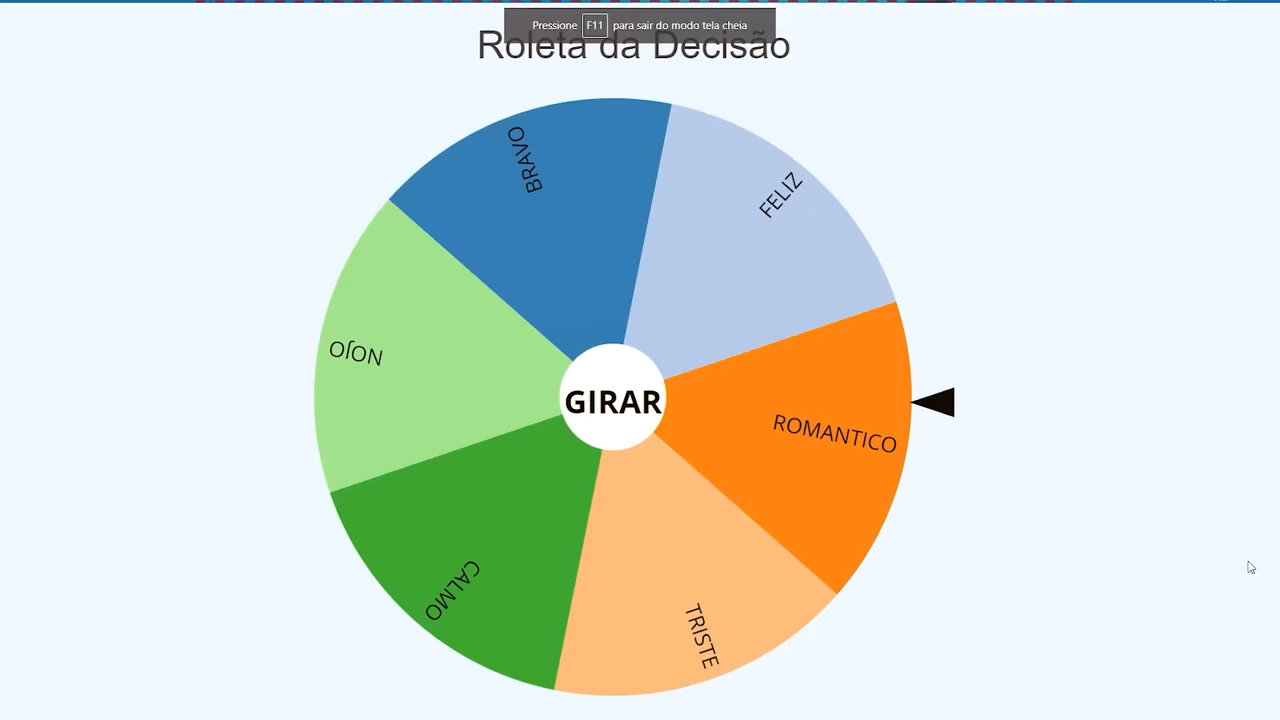 Pressione F11 para sair do modo tela cheia
Roleta da Decisão
BRAVO
FELIZ
NOJO
GIRAR
ROMANTICO
CALMO
TRISTE